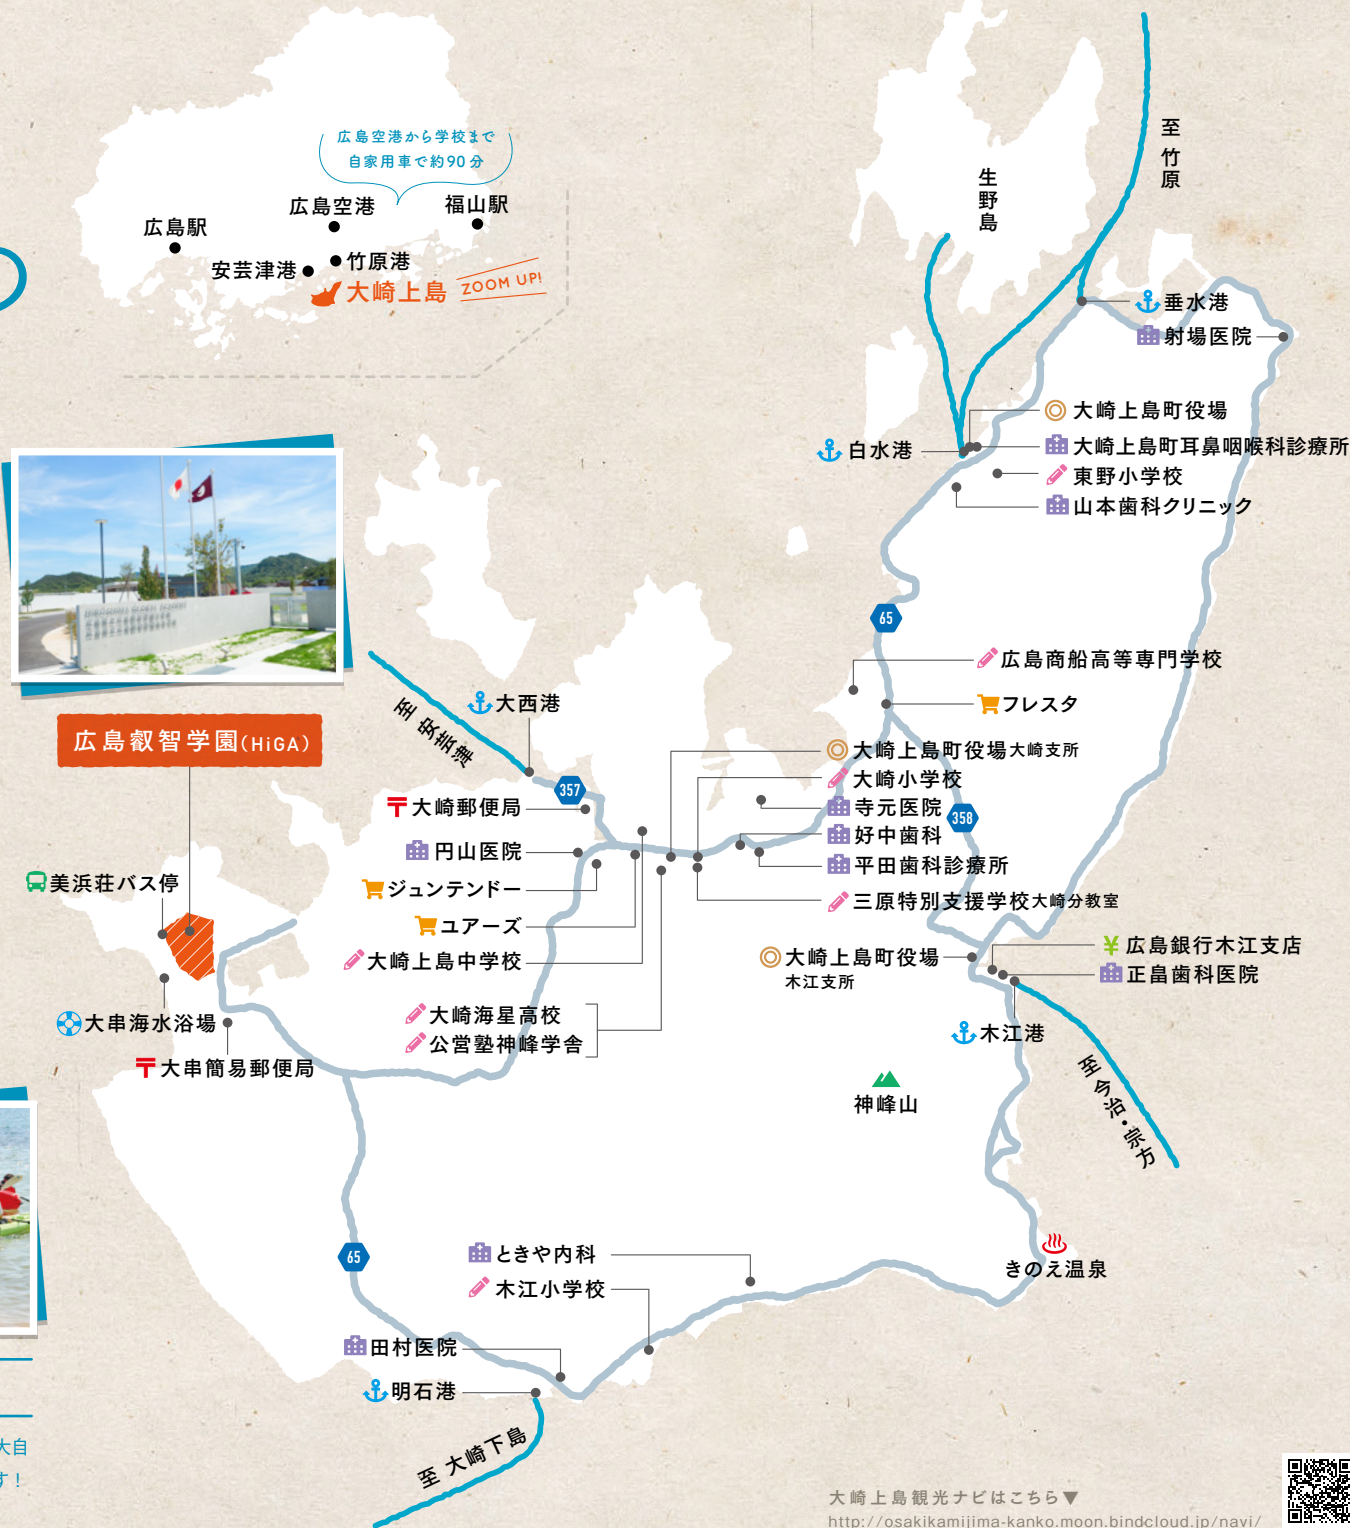 広島空港から学校まで
自家用車で約90分
広島駅
広島空港
福山駅
安芸津港
竹原港
大崎上島
ZOOM UP!
生野島
至 竹原
垂水港
射場医院
大崎上島町役場
白水港
大崎上島町耳鼻咽喉科診療所
東野小学校
山本歯科クリニック
65
広島商船高等専門学校
フレスタ
至 安芸津
大西港
広島叡智学園(HiGA)
357
大崎上島町役場大崎支所
大崎小学校
大崎郵便局
寺元医院
358
円山医院
好中歯科
平田歯科診療所
美浜荘バス停
ジュンテンドー
三原特別支援学校大崎分教室
ユアーズ
大崎上島中学校
大崎上島町役場
木江支所
¥
広島銀行木江支店
正畠歯科医院
大串海水浴場
大崎海星高校
公営塾神峰学舎
木江港
大串簡易郵便局
神峰山
至 今治・宗方
65
ときや内科
きのえ温泉
木江小学校
田村医院
明石港
至 大崎下島
大自
す！
大崎上島観光ナビはこちら▼
http://osakikamijima-kanko.moon.bindcloud.jp/navi/